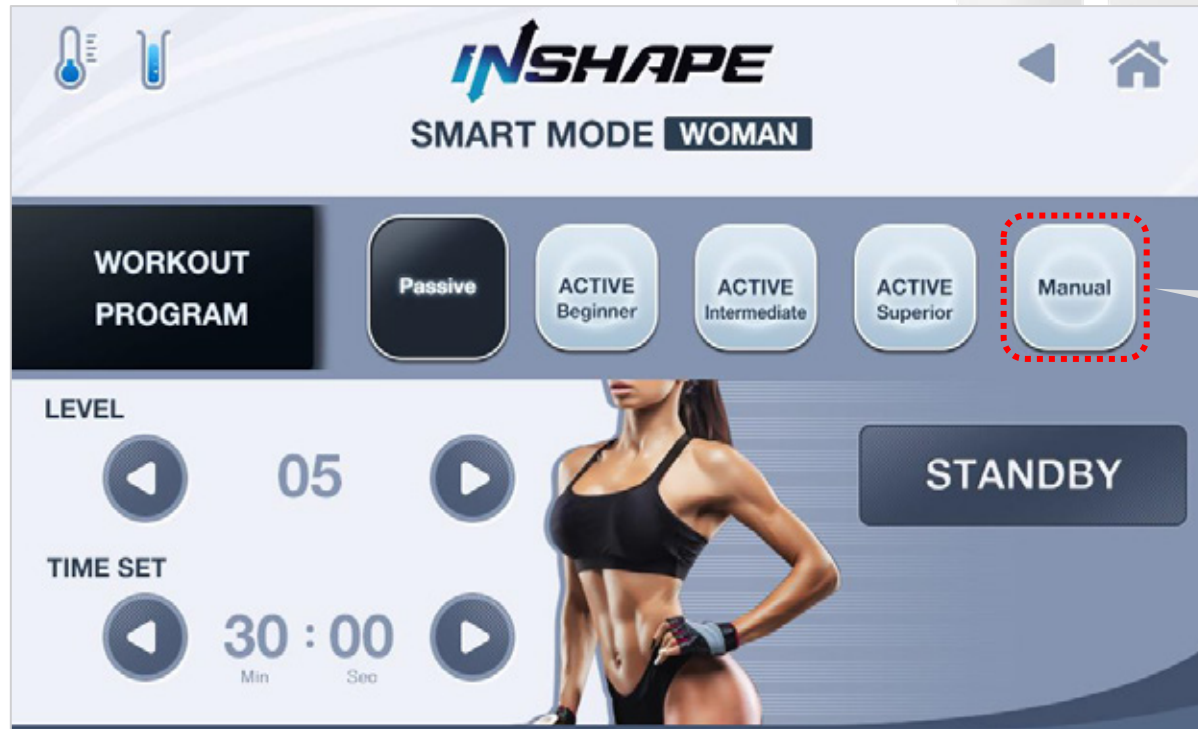 INSHAPE
SMART MODE WOMAN
WORKOUT
PROGRAM
Passive
ACTIVE
Beginner
ACTIVE
Intermediate
ACTIVE
Superior
Manual
LEVEL
05
STANDBY
TIME SET
30 : 00
Min Sec